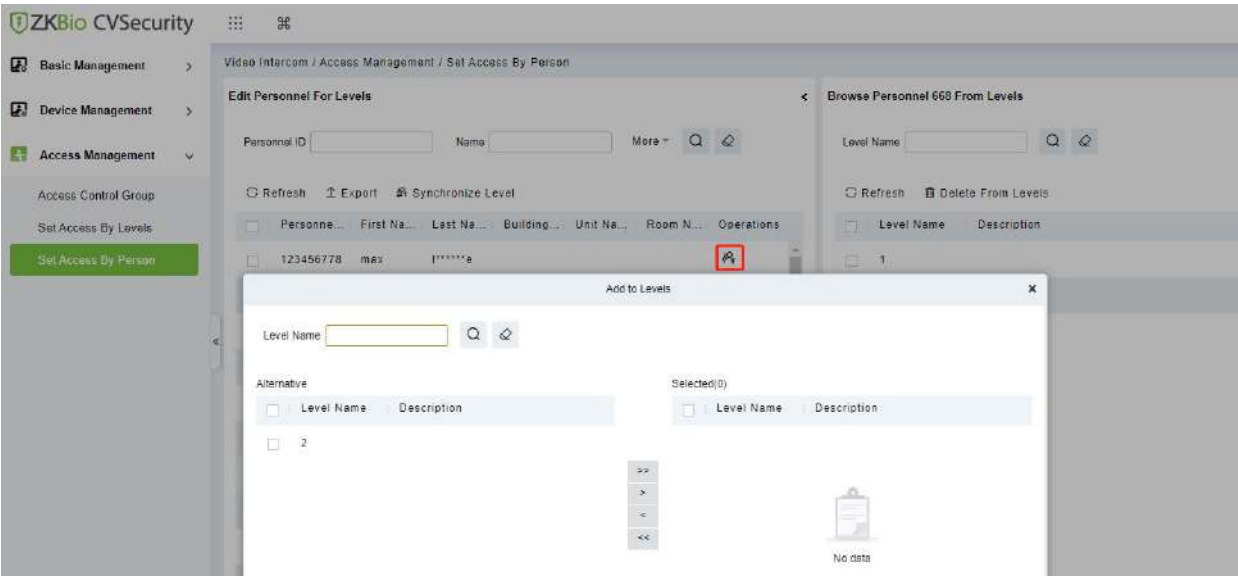 ZKBio CVSecurity
Basic Management
Device Management
Access Management
Access Control Group
Set Access By Levels
Set Access By Person
Video Intercom / Access Management / Set Access By Person
Edit Personnel For Levels
Personnel ID Name More
Refresh Export Synchronize Level
Personne... First Na... Last Na... Building... Unit Na... Room N... Operations
123456778 max l******e
Browse Personnel 668 From Levels
Level Name
Refresh Delete From Levels
Level Name Description
1
Add to Levels
Level Name
Alternative
Level Name Description
2
>>
>
<
<<
Selected(0)
Level Name Description
No data